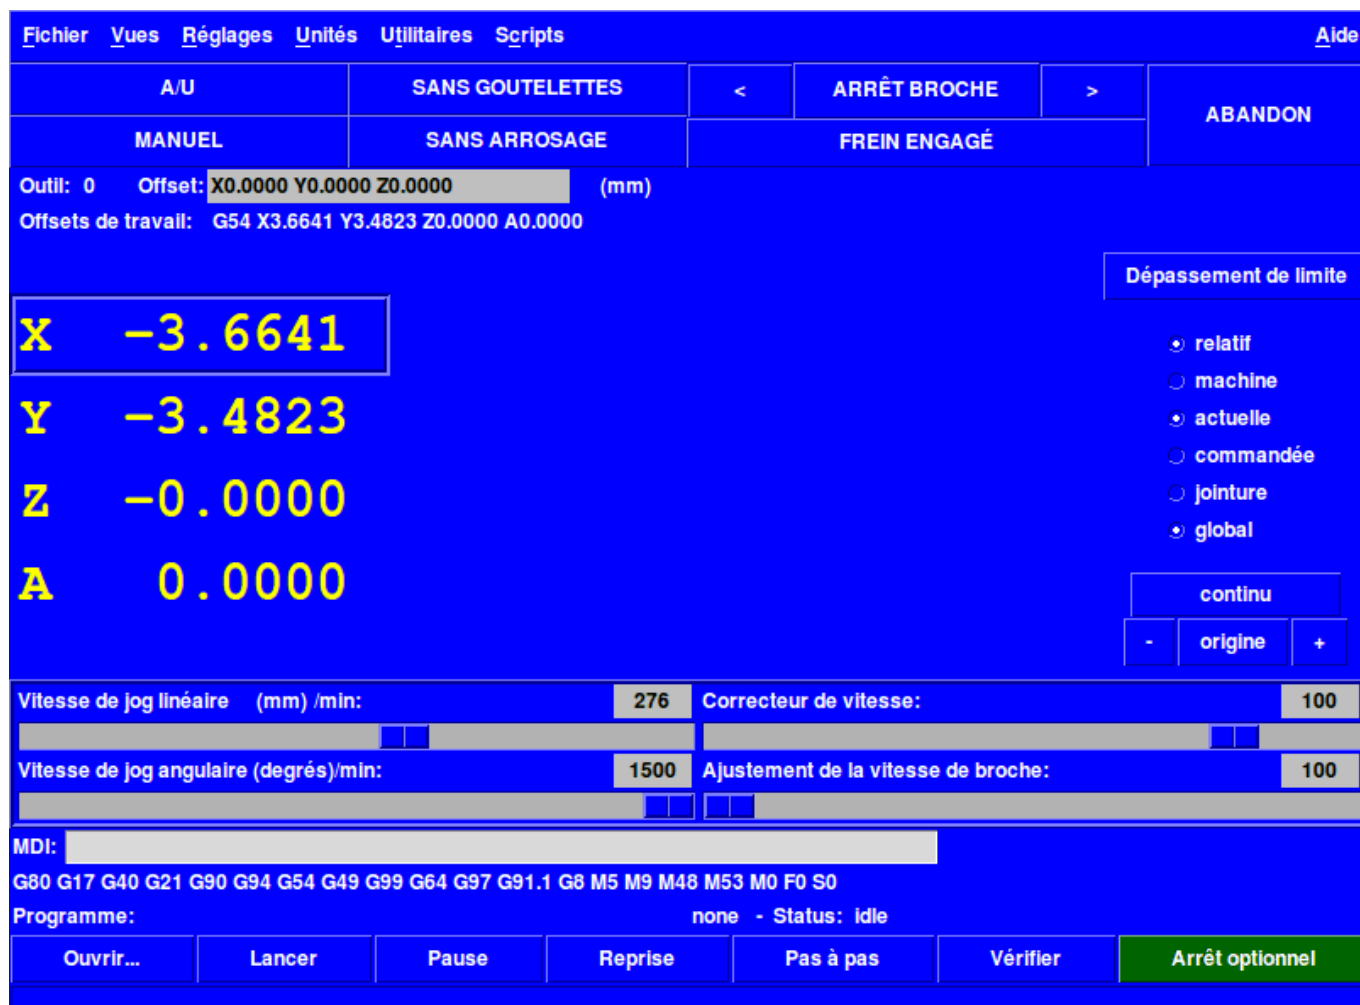 Fichier Vues Réglages Unités Utilitaires Scripts Aide
A/U SANS GOUTELETTES < ARRÊT BROCHE > ABANDON
MANUEL SANS ARROSAGE FREIN ENGAGÉ
Outil: 0 Offset: X0.0000 Y0.0000 Z0.0000 (mm)
Offsets de travail: G54 X3.6641 Y3.4823 Z0.0000 A0.0000
Dépassement de limite
X -3.6641
relatif
machine
Y -3.4823
actuelle
commandée
Z -0.0000
jointure
global
A 0.0000
continu
- origine +
Vitesse de jog linéaire (mm) /min: 276 Correcteur de vitesse: 100
Vitesse de jog angulaire (degrés)/min: 1500 Ajustement de la vitesse de broche: 100
MDI:
G80 G17 G40 G21 G90 G94 G54 G49 G99 G64 G97 G91.1 G8 M5 M9 M48 M53 M0 F0 S0
Programme: none - Status: idle
Ouvrir... Lancer Pause Reprise Pas à pas Vérifier Arrêt optionnel